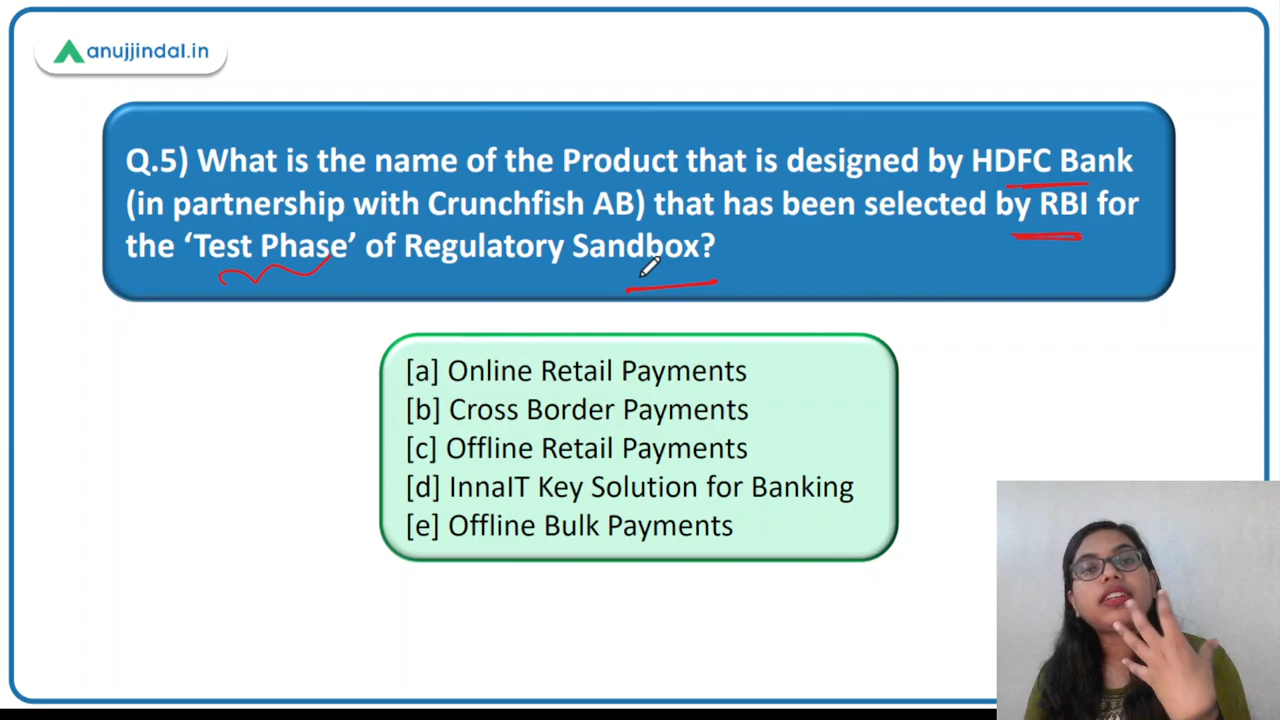 anujjindal.in
Q.5) What is the name of the Product that is designed by HDFC Bank
(in partnership with Crunchfish AB) that has been selected by RBI for
the ‘Test Phase’ of Regulatory Sandbox?
[a] Online Retail Payments
[b] Cross Border Payments
[c] Offline Retail Payments
[d] InnaIT Key Solution for Banking
[e] Offline Bulk Payments